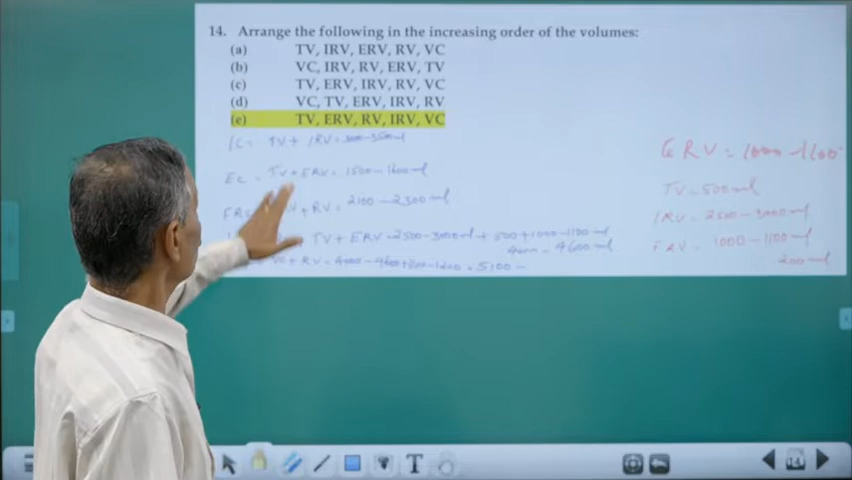 14. Arrange the following in the increasing order of the volumes:
(a) TV, IRV, ERV, RV, VC
(b) VC, IRV, RV, ERV, TV
(c) TV, ERV, IRV, RV, VC
(d) VC, TV, ERV, IRV, RV
(e) TV, ERV, RV, IRV, VC
IC = TV + IRV =
EC = TV + ERV = 1500 - 1600 ml
+ RV = 2100 - 2300 ml
TV + ERV = 2500 - 3000 ml + 500 + 1000 - 1100 ml
4000 - 4600 ml
VC + RV = 4000 - 4600 + - 1200 = 5100 -
ERV = 1000 - 1100
TV = 500 ml
IRV = 2500 - 3000 ml
ERV = 1000 - 1100 ml
200 ml
T